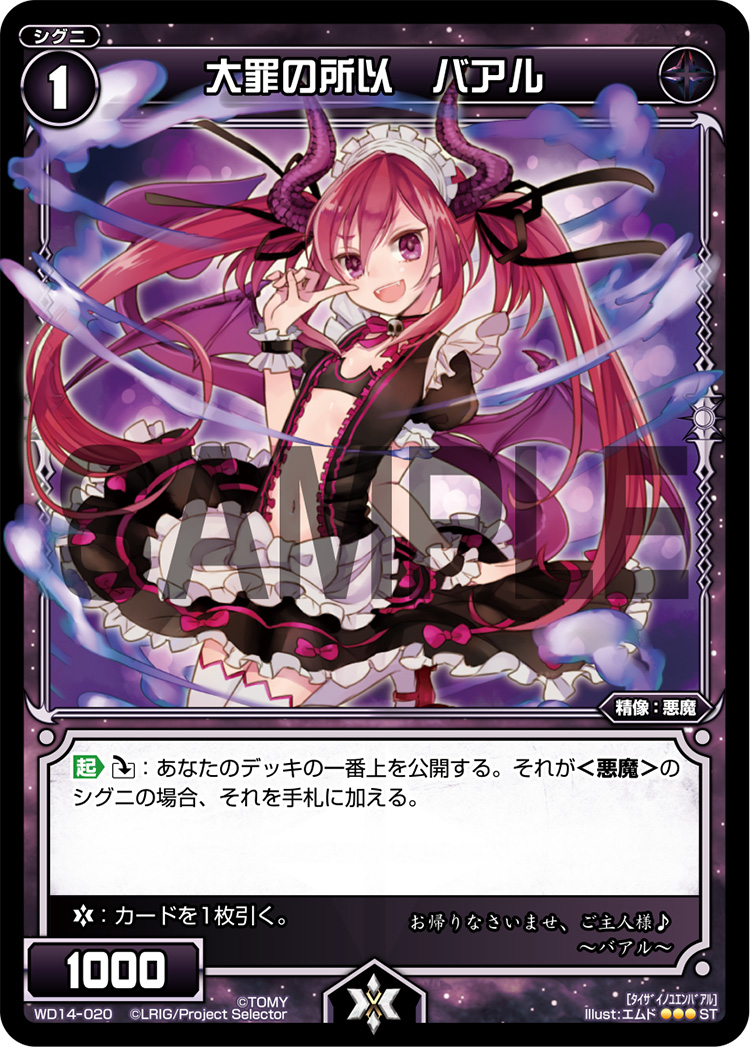 シグニ
1
大罪の所以 バアル
SAMPLE
精像：悪魔
起：あなたのデッキの一番上を公開する。それが＜悪魔＞の
シグニの場合、それを手札に加える。
：カードを1枚引く。
お帰りなさいませ、ご主人様♪
～バアル～
1000
©TOMY
[タイザイノユエンバアル]
WD14-020 ©LRIG/Project Selector
illust:エムド ST